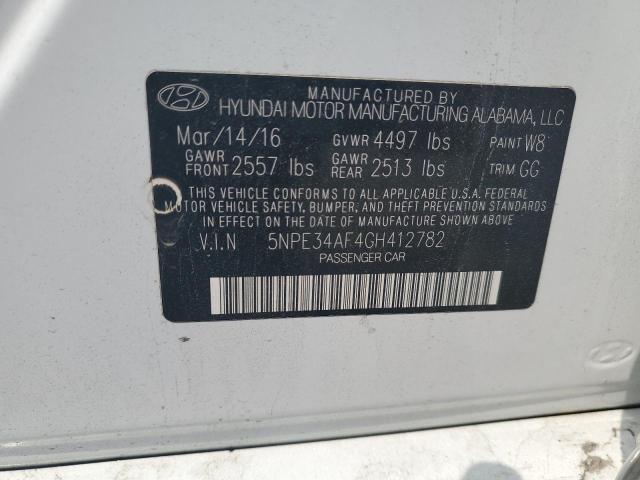 MANUFACTURED BY
HYUNDAI MOTOR MANUFACTURING ALABAMA, LLC
Mar/14/16 GVWR 4497 lbs PAINT W8
GAWR FRONT 2557 lbs GAWR REAR 2513 lbs TRIM GG
THIS VEHICLE CONFORMS TO ALL APPLICABLE U.S.A. FEDERAL
MOTOR VEHICLE SAFETY, BUMPER, AND THEFT PREVENTION STANDARDS
IN EFFECT ON THE DATE OF MANUFACTURE SHOWN ABOVE
V.I.N 5NPE34AF4GH412782
PASSENGER CAR